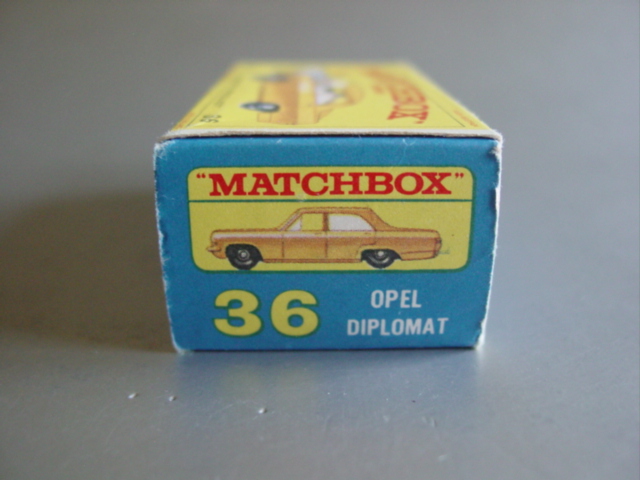 "MATCHBOX"
36
OPEL
DIPLOMAT